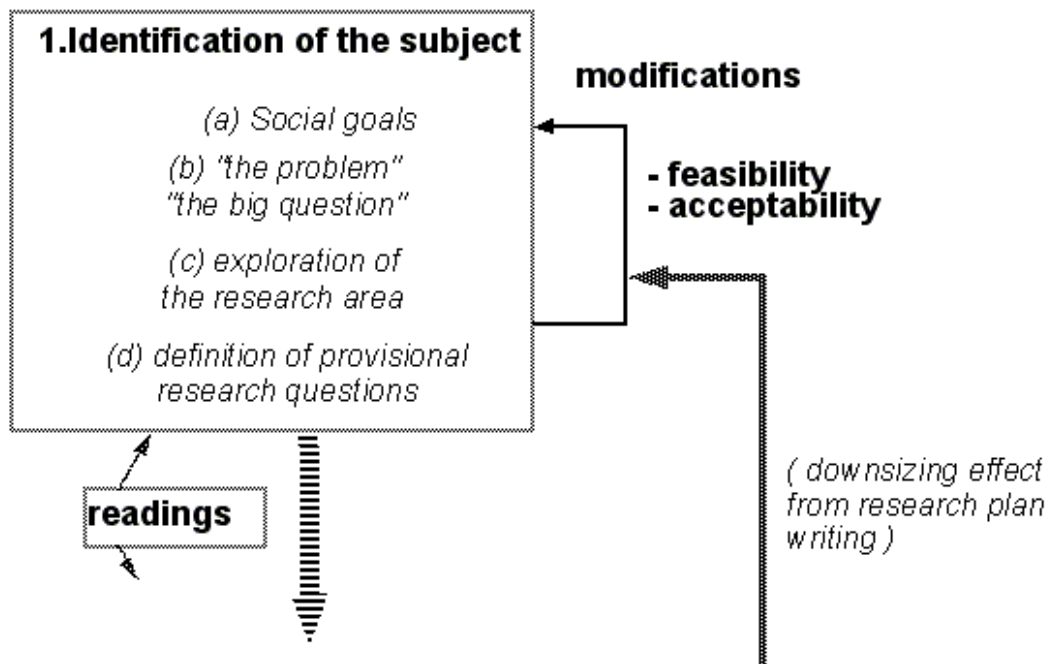 1.Identification of the subject
(a) Social goals
(b) "the problem"
"the big question"
(c) exploration of
the research area
(d) definition of provisional
research questions
modifications
- feasibility
- acceptability
readings
( downsizing effect
from research plan
writing )